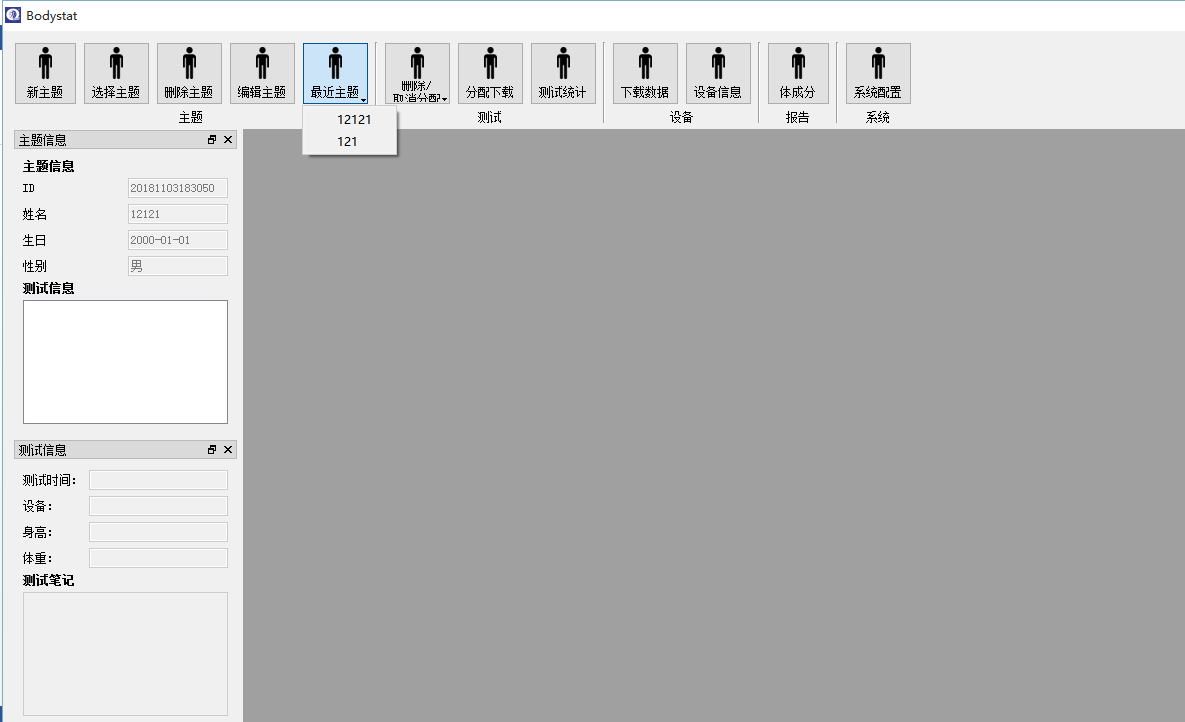 Bodystat
新主题
选择主题
删除主题
编辑主题
最近主题
删除/
取消分配
分配下载
测试统计
下载数据
设备信息
体成分
系统配置
主题
测试
设备
报告
系统
12121
121
主题信息
主题信息
ID 20181103183050
姓名 12121
生日 2000-01-01
性别 男
测试信息
测试信息
测试时间:
设备:
身高:
体重:
测试笔记